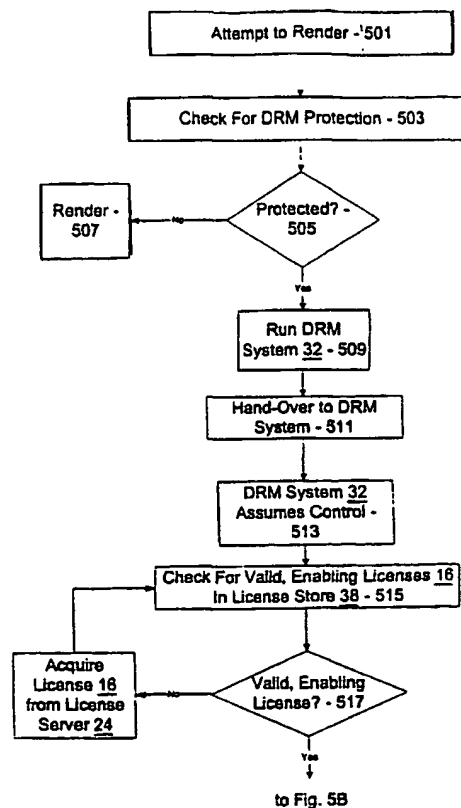 Attempt to Render - 501
Check For DRM Protection - 503
Protected? -
505
Render -
507
No
Yes
Run DRM
System 32 - 509
Hand-Over to DRM
System - 511
DRM System 32
Assumes Control -
513
Check For Valid, Enabling Licenses 16
In License Store 38 - 515
Acquire
License 16
from License
Server 24
No
Valid, Enabling
License? - 517
Yes
to Fig. 5B